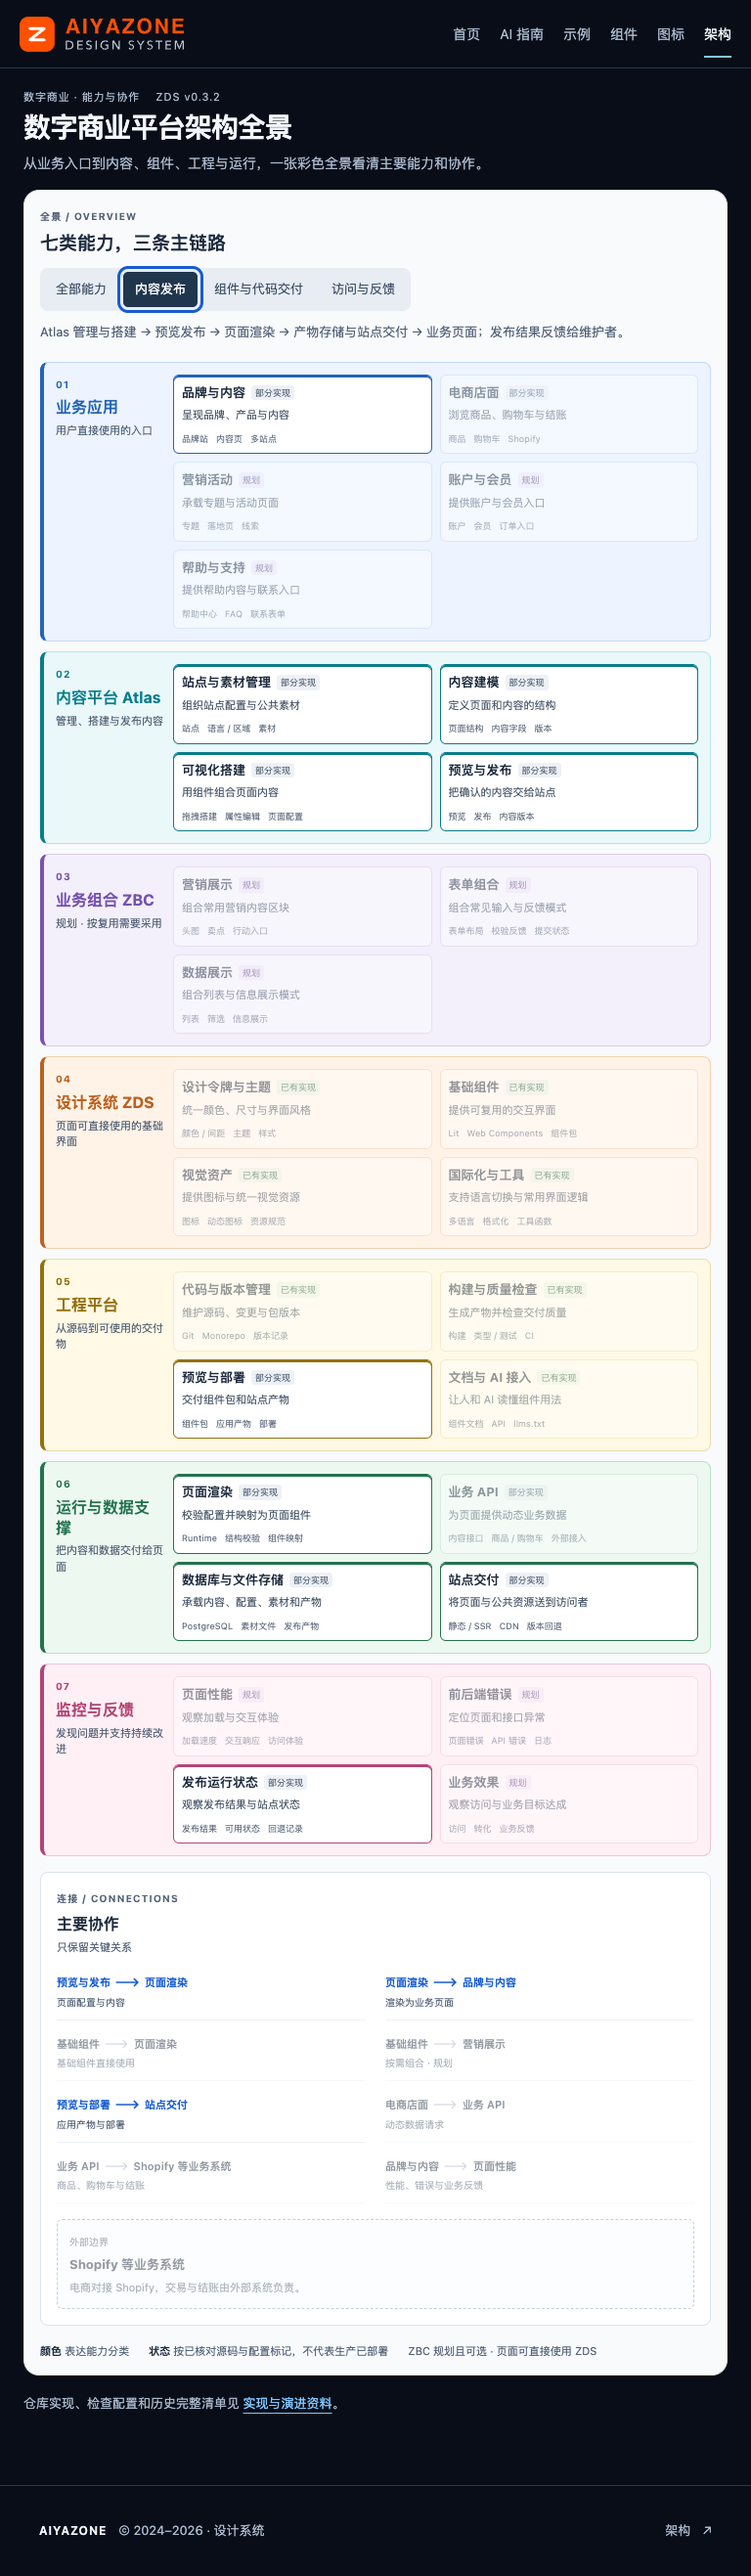 AIYAZONE
DESIGN SYSTEM
首页 AI 指南 示例 组件 图标 架构
数字商业 · 能力与协作 ZDS v0.3.2
数字商业平台架构全景
从业务入口到内容、组件、工程与运行，一张彩色全景看清主要能力和协作。
全景 / OVERVIEW
七类能力，三条主链路
全部能力 内容发布 组件与代码交付 访问与反馈
Atlas 管理与搭建 → 预览发布 → 页面渲染 → 产物存储与站点交付 → 业务页面；发布结果反馈给维护者。
01
业务应用
用户直接使用的入口
品牌与内容 部分实现
呈现品牌、产品与内容
品牌站 内容页 多站点
电商店面 部分实现
浏览商品、购物车与结账
商品 购物车 Shopify
营销活动 规划
承载专题与活动页面
专题 落地页 线索
账户与会员 规划
提供账户与会员入口
账户 会员 订单入口
帮助与支持 规划
提供帮助内容与联系入口
帮助中心 FAQ 联系表单
02
内容平台 Atlas
管理、搭建与发布内容
站点与素材管理 部分实现
组织站点配置与公共素材
站点 语言 / 区域 素材
内容建模 部分实现
定义页面和内容的结构
页面结构 内容字段 版本
可视化搭建 部分实现
用组件组合页面内容
拖拽搭建 属性编辑 页面配置
预览与发布 部分实现
把确认的内容交给站点
预览 发布 内容版本
03
业务组合 ZBC
规划 · 按复用需要采用
营销展示 规划
组合常用营销内容区块
头图 卖点 行动入口
表单组合 规划
组合常见输入与反馈模式
表单布局 校验反馈 提交状态
数据展示 规划
组合列表与信息展示模式
列表 筛选 信息展示
04
设计系统 ZDS
页面可直接使用的基础
界面
设计令牌与主题 已有实现
统一颜色、尺寸与界面风格
颜色 / 间距 主题 样式
基础组件 已有实现
提供可复用的交互界面
Lit Web Components 组件包
视觉资产 已有实现
提供图标与统一视觉资源
图标 动态图标 资源规范
国际化与工具 已有实现
支持语言切换与常用界面逻辑
多语言 格式化 工具函数
05
工程平台
从源码到可使用的交付
物
代码与版本管理 已有实现
维护源码、变更与包版本
Git Monorepo 版本记录
构建与质量检查 已有实现
生成产物并检查交付质量
构建 类型 / 测试 CI
预览与部署 部分实现
交付组件包和站点产物
组件包 应用产物 部署
文档与 AI 接入 已有实现
让人和 AI 读懂组件用法
组件文档 API llms.txt
06
运行与数据支
撑
把内容和数据交付给页
面
页面渲染 部分实现
校验配置并映射为页面组件
Runtime 结构校验 组件映射
业务 API 部分实现
为页面提供动态业务数据
内容接口 商品 / 购物车 外部接入
数据库与文件存储 部分实现
承载内容、配置、素材和产物
PostgreSQL 素材文件 发布产物
站点交付 部分实现
将页面与公共资源送到访问者
静态 / SSR CDN 版本回退
07
监控与反馈
发现问题并支持持续改
进
页面性能 规划
观察加载与交互体验
加载速度 交互响应 访问体验
前后端错误 规划
定位页面和接口异常
页面错误 API 错误 日志
发布运行状态 部分实现
观察发布结果与站点状态
发布结果 可用状态 回退记录
业务效果 规划
观察访问与业务目标达成
访问 转化 业务反馈
连接 / CONNECTIONS
主要协作
只保留关键关系
预览与发布 → 页面渲染
页面配置与内容
页面渲染 → 品牌与内容
渲染为业务页面
基础组件 → 页面渲染
基础组件直接使用
基础组件 → 营销展示
按需组合 · 规划
预览与部署 → 站点交付
应用产物与部署
电商店面 → 业务 API
动态数据请求
业务 API → Shopify 等业务系统
商品、购物车与结账
品牌与内容 → 页面性能
性能、错误与业务反馈
外部边界
Shopify 等业务系统
电商对接 Shopify，交易与结账由外部系统负责。
颜色 表达能力分类 状态 按已核对源码与配置标记，不代表生产已部署 ZBC 规划且可选 · 页面可直接使用 ZDS
仓库实现、检查配置和历史完整清单见 实现与演进资料。
AIYAZONE © 2024–2026 · 设计系统
架构 ↗